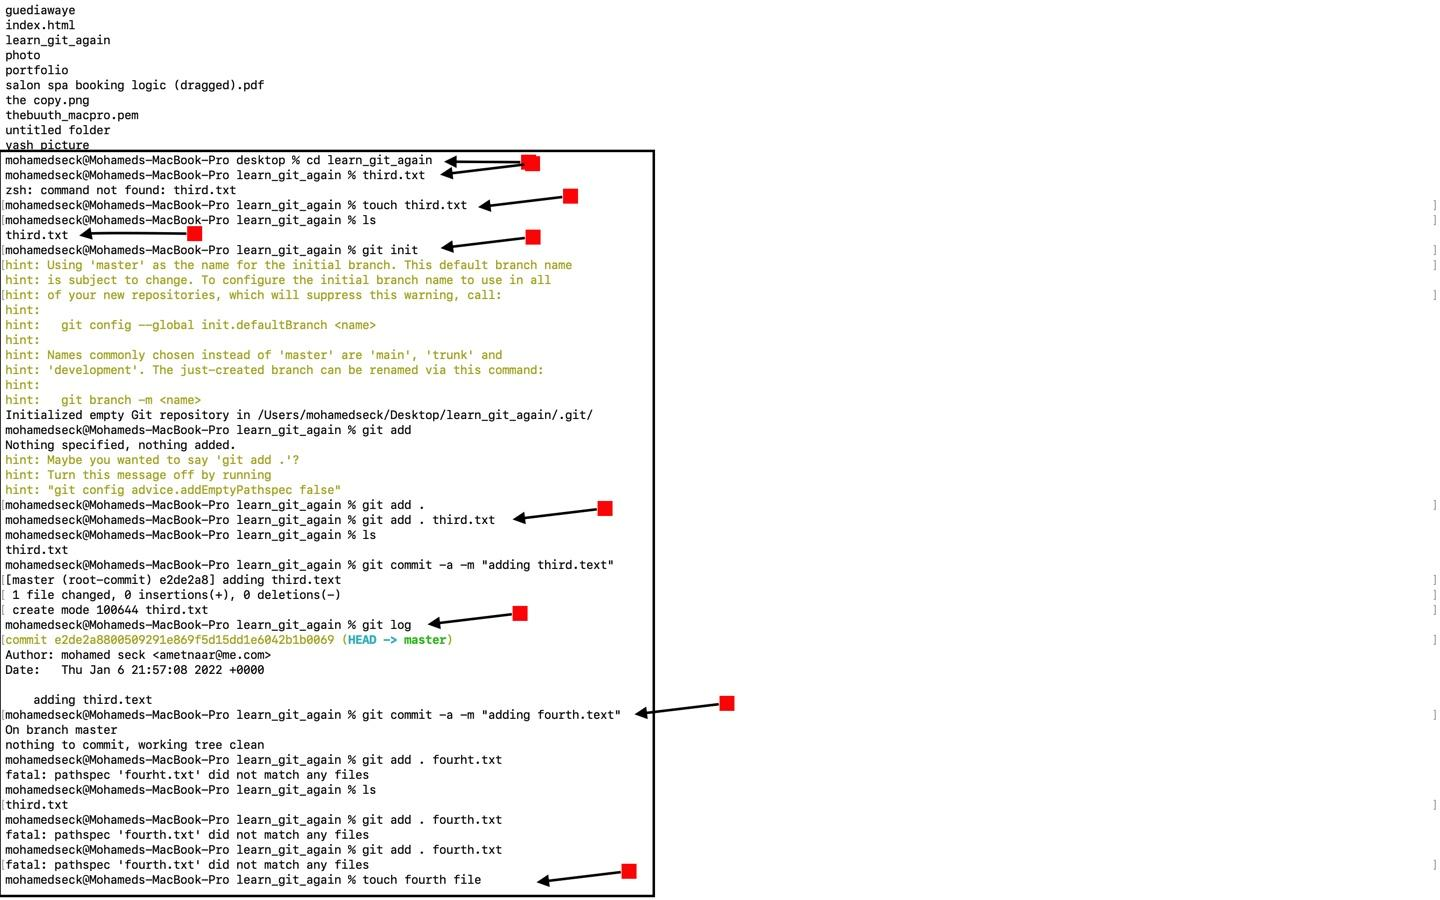 guediawaye
index.html
learn_git_again
photo
portfolio
salon spa booking logic (dragged).pdf
the copy.png
thebuuth_macpro.pem
untitled folder
yash picture
mohamedseck@Mohameds-MacBook-Pro desktop % cd learn_git_again
mohamedseck@Mohameds-MacBook-Pro learn_git_again % third.txt
zsh: command not found: third.txt
[mohamedseck@Mohameds-MacBook-Pro learn_git_again % touch third.txt ]
[mohamedseck@Mohameds-MacBook-Pro learn_git_again % ls ]
third.txt
[mohamedseck@Mohameds-MacBook-Pro learn_git_again % git init ]
[hint: Using 'master' as the name for the initial branch. This default branch name ]
hint: is subject to change. To configure the initial branch name to use in all
[hint: of your new repositories, which will suppress this warning, call: ]
hint:
hint:   git config --global init.defaultBranch <name>
hint:
hint: Names commonly chosen instead of 'master' are 'main', 'trunk' and
hint: 'development'. The just-created branch can be renamed via this command:
hint:
hint:   git branch -m <name>
Initialized empty Git repository in /Users/mohamedseck/Desktop/learn_git_again/.git/
mohamedseck@Mohameds-MacBook-Pro learn_git_again % git add
Nothing specified, nothing added.
hint: Maybe you wanted to say 'git add .'?
hint: Turn this message off by running
hint: "git config advice.addEmptyPathspec false"
[mohamedseck@Mohameds-MacBook-Pro learn_git_again % git add . ]
mohamedseck@Mohameds-MacBook-Pro learn_git_again % git add . third.txt ]
mohamedseck@Mohameds-MacBook-Pro learn_git_again % ls
third.txt
mohamedseck@Mohameds-MacBook-Pro learn_git_again % git commit -a -m "adding third.text"
[[master (root-commit) e2de2a8] adding third.text ]
[ 1 file changed, 0 insertions(+), 0 deletions(-) ]
[ create mode 100644 third.txt ]
mohamedseck@Mohameds-MacBook-Pro learn_git_again % git log
[commit e2de2a8800509291e869f5d15dd1e6042b1b0069 (HEAD -> master) ]
Author: mohamed seck <ametnaar@me.com>
Date:   Thu Jan 6 21:57:08 2022 +0000
    adding third.text
[mohamedseck@Mohameds-MacBook-Pro learn_git_again % git commit -a -m "adding fourth.text" ]
On branch master
nothing to commit, working tree clean
mohamedseck@Mohameds-MacBook-Pro learn_git_again % git add . fourht.txt
fatal: pathspec 'fourht.txt' did not match any files
mohamedseck@Mohameds-MacBook-Pro learn_git_again % ls
[third.txt ]
mohamedseck@Mohameds-MacBook-Pro learn_git_again % git add . fourth.txt
fatal: pathspec 'fourth.txt' did not match any files
mohamedseck@Mohameds-MacBook-Pro learn_git_again % git add . fourth.txt
[fatal: pathspec 'fourth.txt' did not match any files ]
mohamedseck@Mohameds-MacBook-Pro learn_git_again % touch fourth file